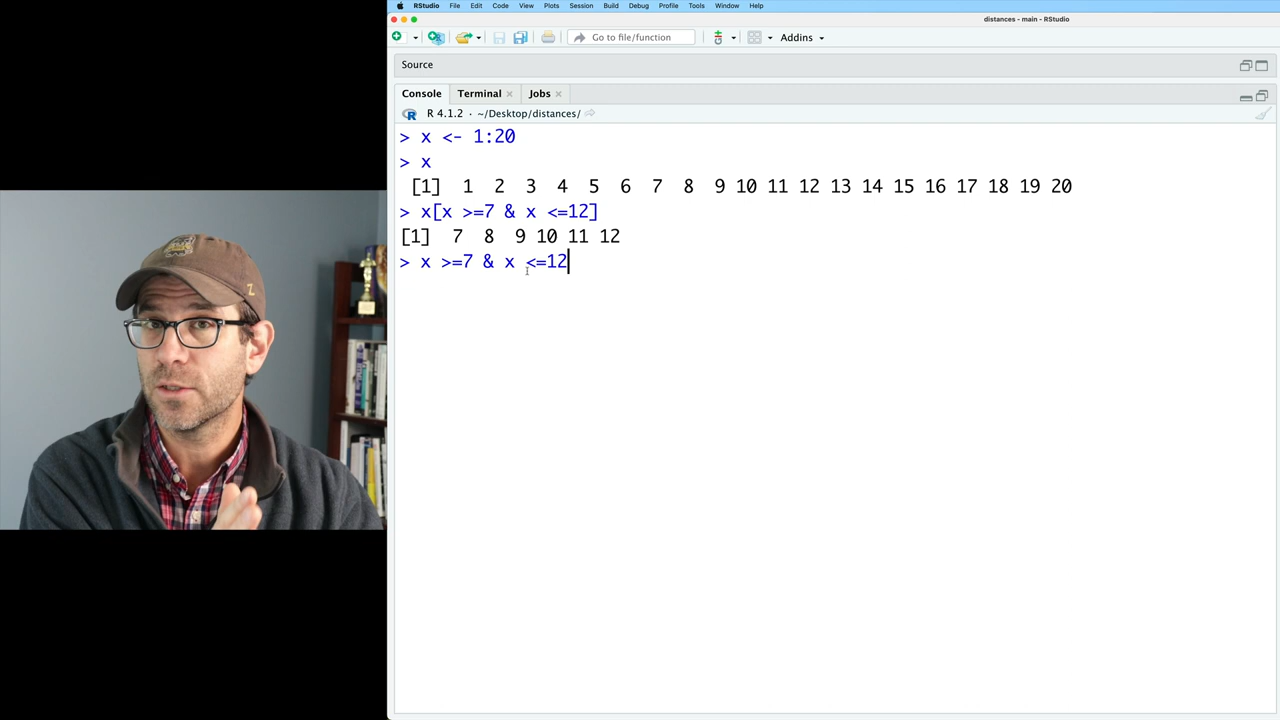 RStudio File Edit Code View Plots Session Build Debug Profile Tools Window Help
distances - main - RStudio
Go to file/function Addins
Source
Console Terminal Jobs
R 4.1.2 · ~/Desktop/distances/
> x <- 1:20
> x
[1] 1 2 3 4 5 6 7 8 9 10 11 12 13 14 15 16 17 18 19 20
> x[x >=7 & x <=12]
[1] 7 8 9 10 11 12
> x >=7 & x <=12
Z